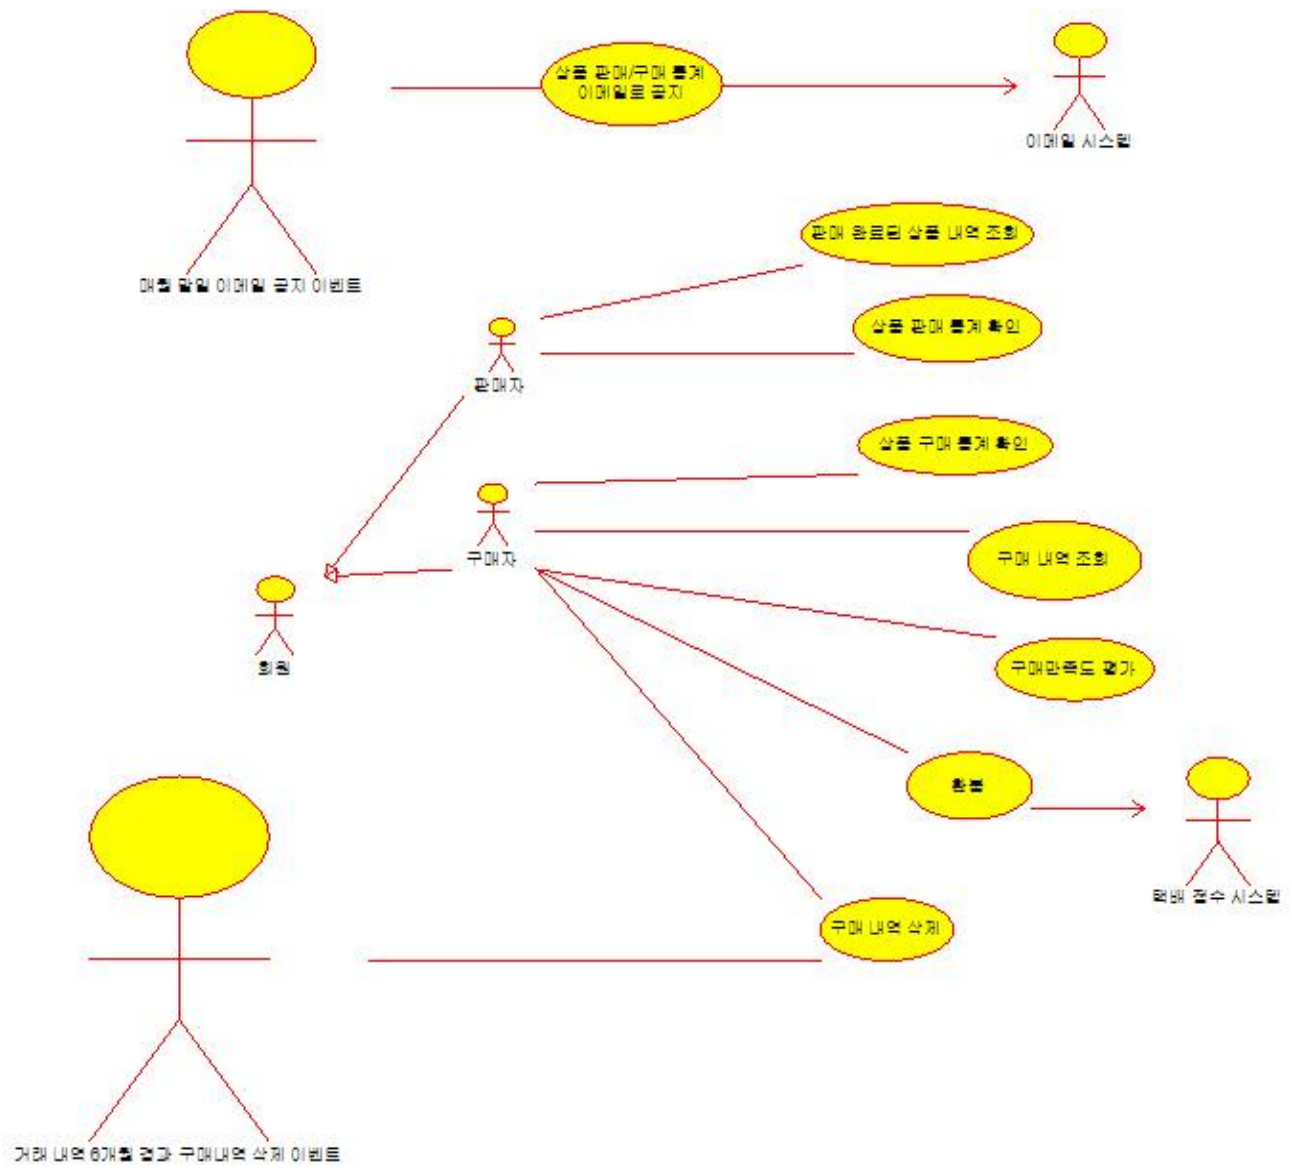 상품 판매/구매 통계
이메일로 공지
이메일 시스템
매월 말일 이메일 공지 이벤트
판매 완료된 상품 내역 조회
상품 판매 통계 확인
판매자
상품 구매 통계 확인
구매자
구매 내역 조회
회원
구매만족도 평가
환불
택배 접수 시스템
구매 내역 삭제
거래 내역 6개월 경과 구매내역 삭제 이벤트